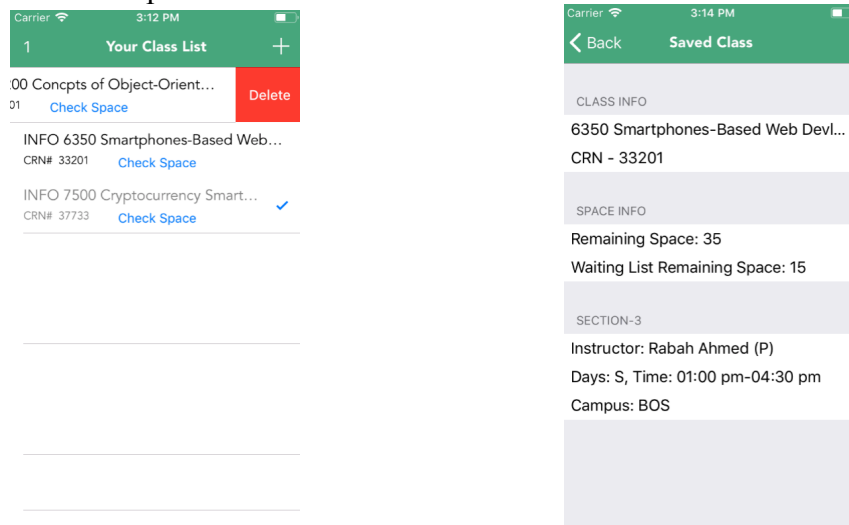 Carrier 3:12 PM
1 Your Class List +
:00 Concpts of Object-Orient… Delete
01 Check Space
INFO 6350 Smartphones-Based Web…
CRN# 33201 Check Space
INFO 7500 Cryptocurrency Smart…
CRN# 37733 Check Space
Carrier 3:14 PM
Back Saved Class
CLASS INFO
6350 Smartphones-Based Web Devl...
CRN - 33201
SPACE INFO
Remaining Space: 35
Waiting List Remaining Space: 15
SECTION-3
Instructor: Rabah Ahmed (P)
Days: S, Time: 01:00 pm-04:30 pm
Campus: BOS